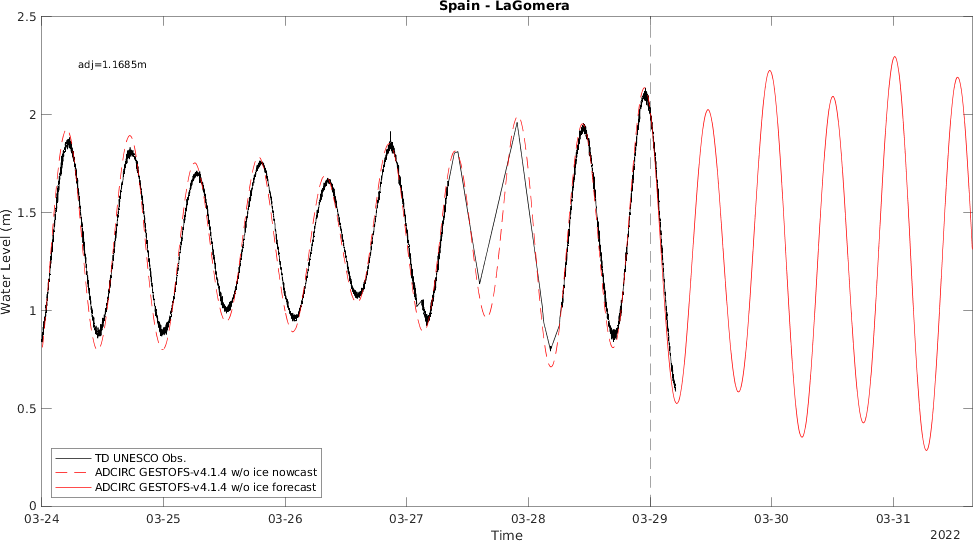 Spain - LaGomera
adj=1.1685m
Water Level (m)
2.5
2
1.5
1
0.5
0
TD UNESCO Obs.
ADCIRC GESTOFS-v4.1.4 w/o ice nowcast
ADCIRC GESTOFS-v4.1.4 w/o ice forecast
03-24 03-25 03-26 03-27 03-28 03-29 03-30 03-31
Time
2022